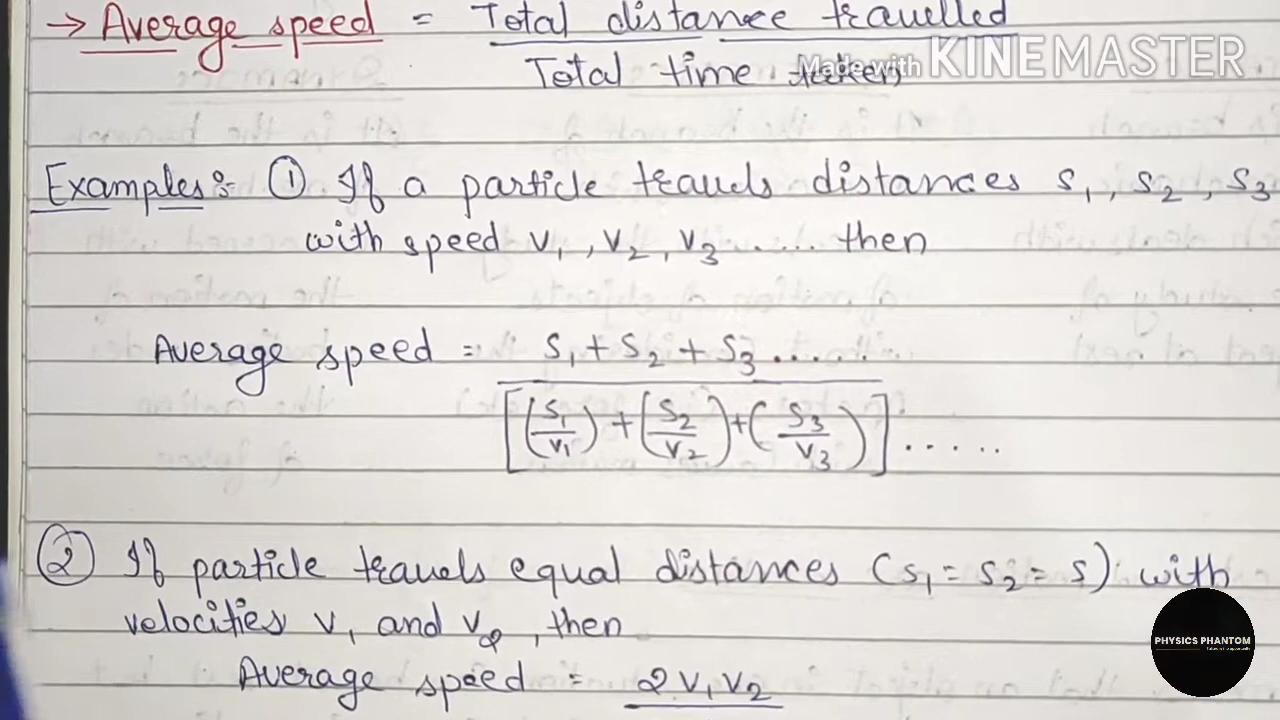 → Average speed = Total distance travelled
Total time taken
Made with KINEMASTER
Examples:- ① If a particle travels distances s₁, s₂, s₃
with speed v₁, v₂, v₃ ..... then
Average speed = s₁ + s₂ + s₃ ......
[(s₁/v₁) + (s₂/v₂) + (s₃/v₃)] .....
② If particle travels equal distances (s₁ = s₂ = s) with
velocities v₁ and v₂, then
PHYSICS PHANTOM
Average speed = 2v₁v₂